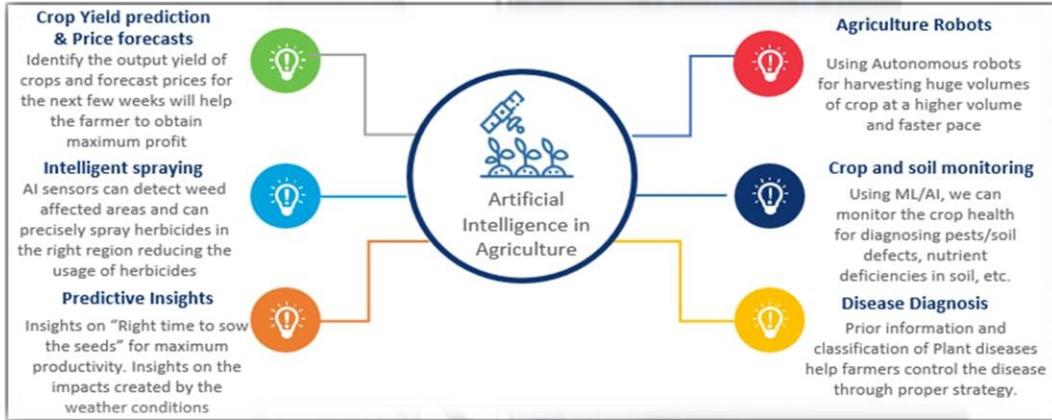 Crop Yield prediction
& Price forecasts
Identify the output yield of
crops and forecast prices for
the next few weeks will help
the farmer to obtain
maximum profit
Intelligent spraying
AI sensors can detect weed
affected areas and can
precisely spray herbicides in
the right region reducing the
usage of herbicides
Predictive Insights
Insights on “Right time to sow
the seeds” for maximum
productivity. Insights on the
impacts created by the
weather conditions
Artificial
Intelligence in
Agriculture
Agriculture Robots
Using Autonomous robots
for harvesting huge volumes
of crop at a higher volume
and faster pace
Crop and soil monitoring
Using ML/AI, we can
monitor the crop health
for diagnosing pests/soil
defects, nutrient
deficiencies in soil, etc.
Disease Diagnosis
Prior information and
classification of Plant diseases
help farmers control the disease
through proper strategy.